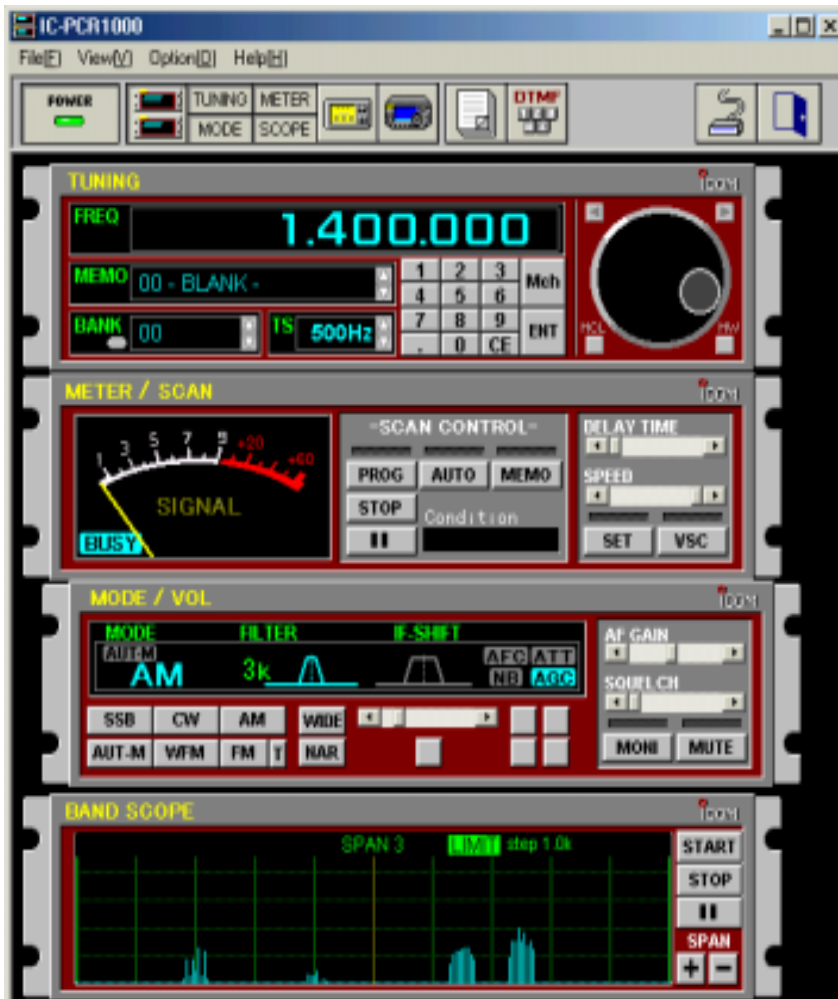 IC-PCR1000
File[F] View[V] Option[O] Help[H]
POWER
TUNING METER
MODE SCOPE
DTMF
TUNING
ICOM
FREQ
1.400.000
MEMO 00 - BLANK -
BANK 00
TS 500Hz
1 2 3 Mch
4 5 6
7 8 9 ENT
. 0 CE
MCL HW
METER / SCAN
ICOM
1 3 5 7 9 +20 +60
SIGNAL
BUSY
-SCAN CONTROL-
PROG AUTO MEMO
STOP
Condition
DELAY TIME
SPEED
SET VSC
MODE / VOL
ICOM
MODE FILTER IF-SHIFT
AUT-M
AM
3k
AFC ATT
NB AGC
SSB CW AM WIDE
AUT-M WFM FM T NAR
AF GAIN
SQUELCH
MONI MUTE
BAND SCOPE
ICOM
SPAN 3 LIMIT step 1.0k
START
STOP
SPAN
+ -